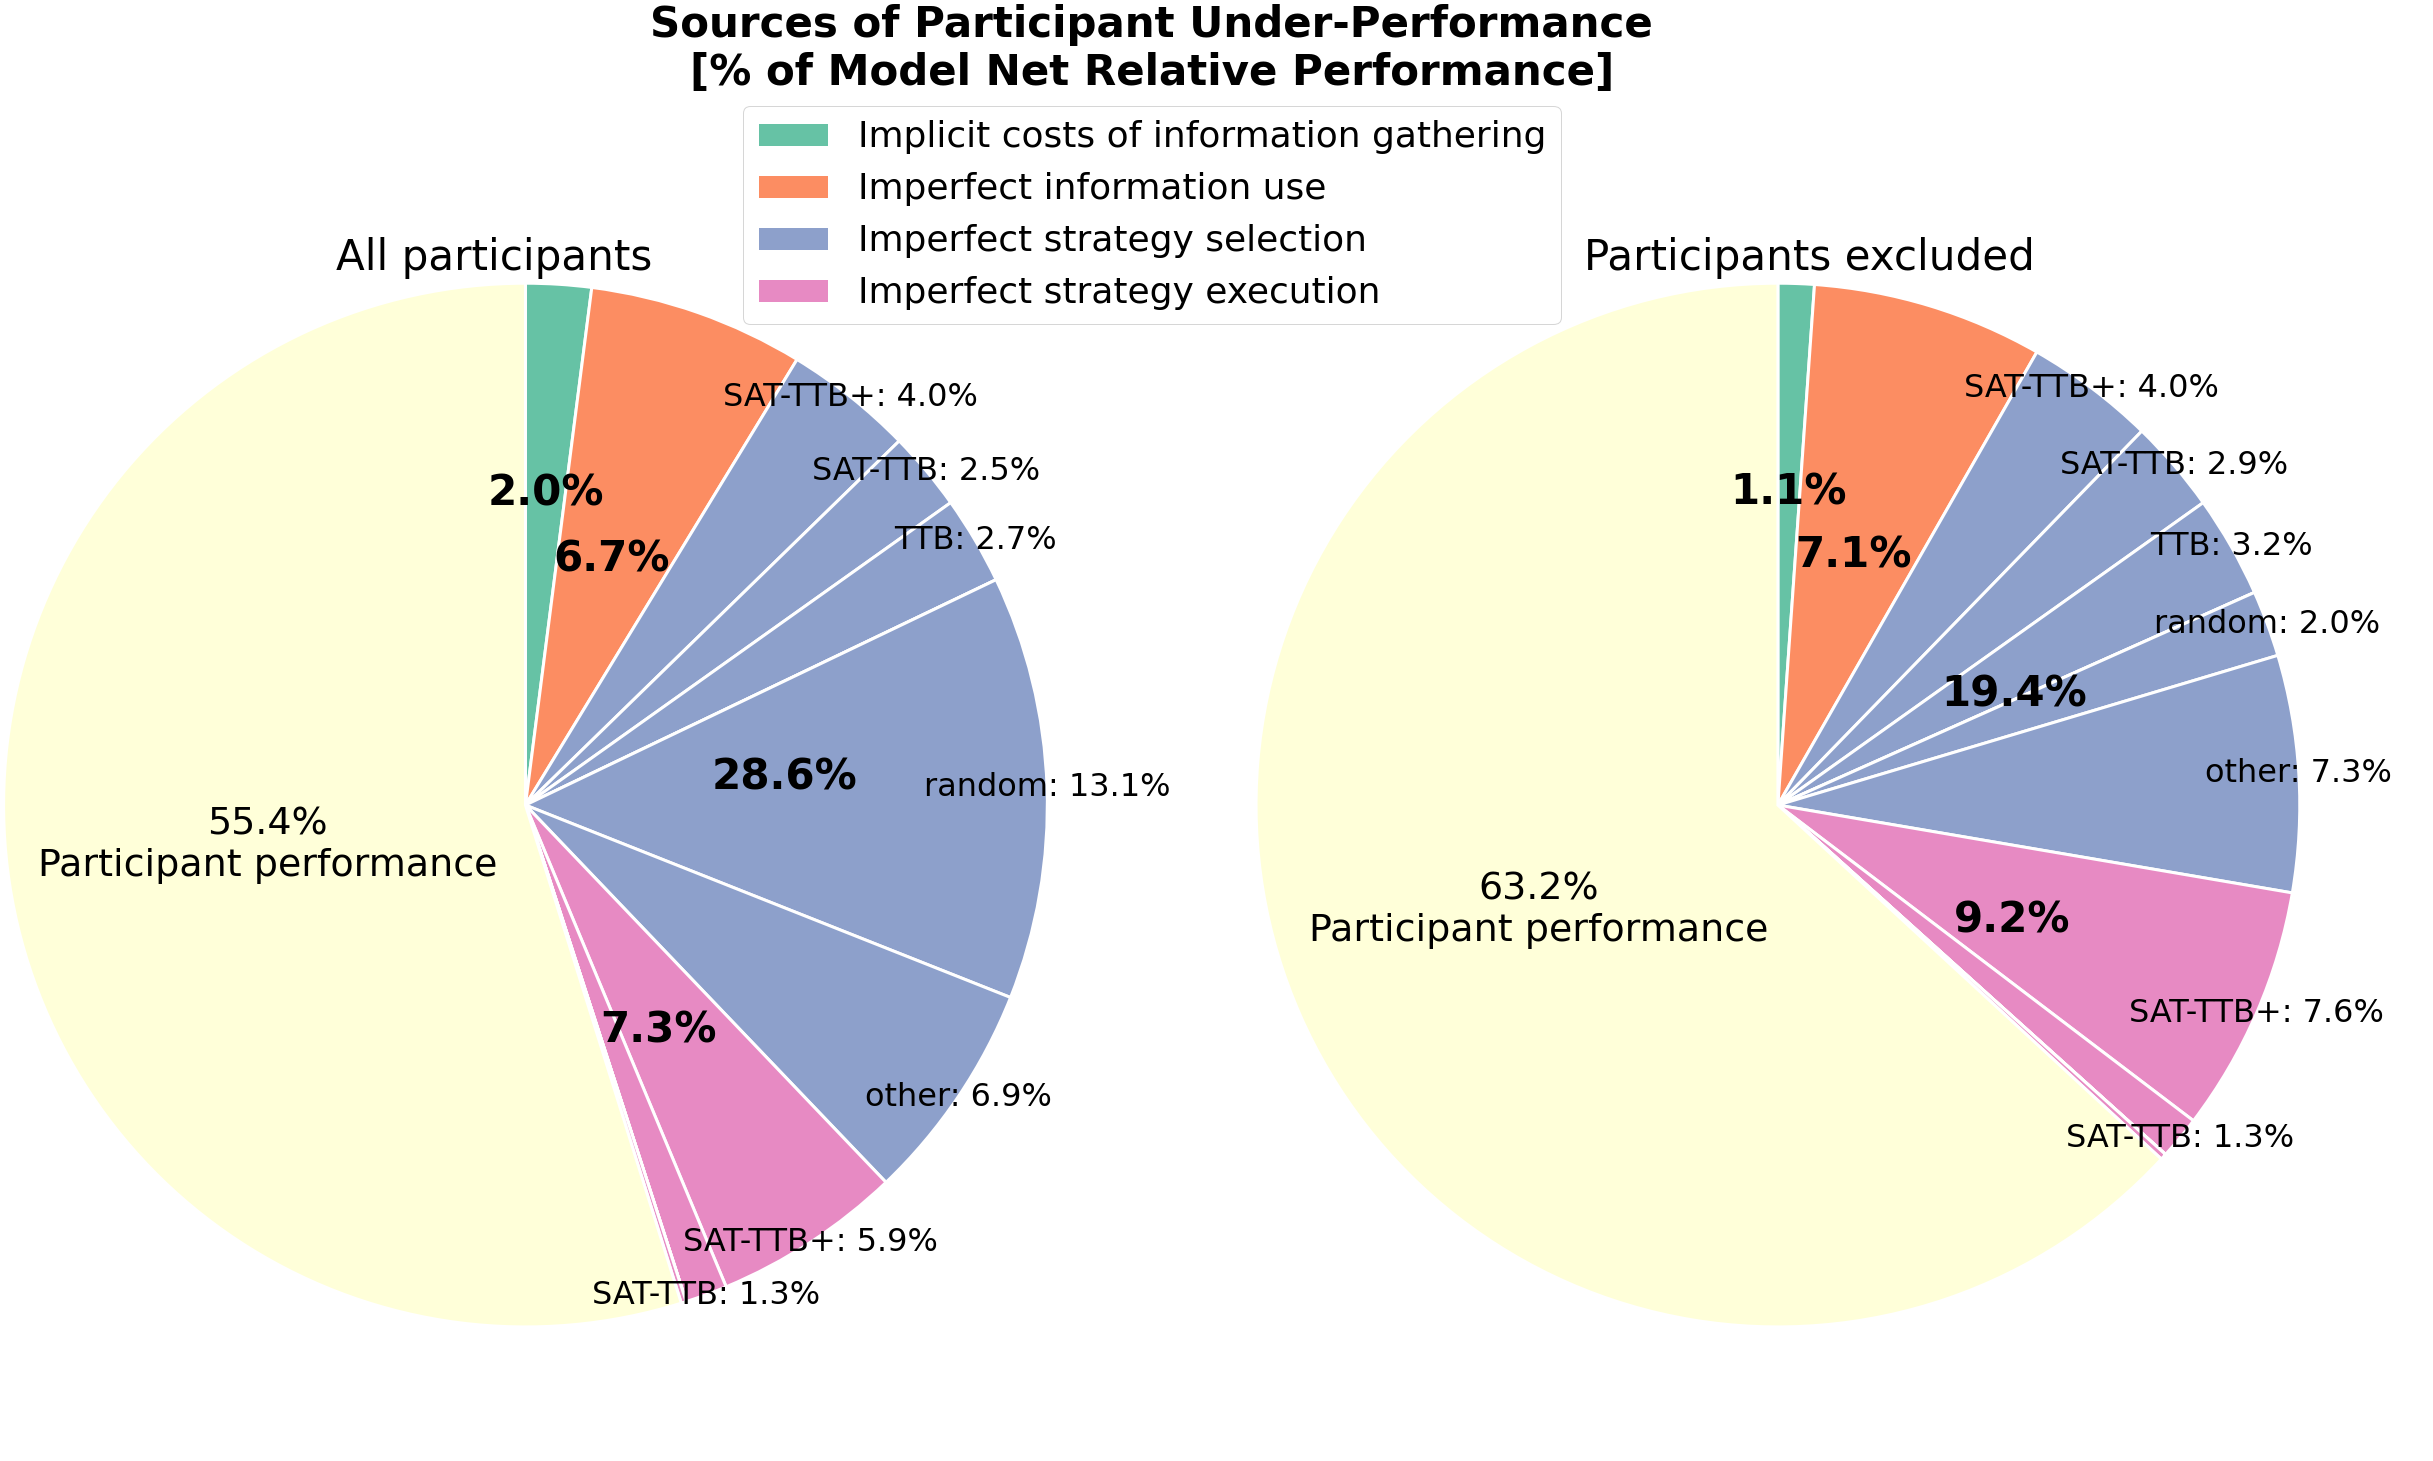 Sources of Participant Under-Performance
[% of Model Net Relative Performance]
Implicit costs of information gathering
Imperfect information use
Imperfect strategy selection
Imperfect strategy execution
All participants
2.0%
6.7%
SAT-TTB+: 4.0%
SAT-TTB: 2.5%
TTB: 2.7%
28.6%
random: 13.1%
other: 6.9%
7.3%
SAT-TTB+: 5.9%
SAT-TTB: 1.3%
55.4%
Participant performance
Participants excluded
1.1%
7.1%
SAT-TTB+: 4.0%
SAT-TTB: 2.9%
TTB: 3.2%
random: 2.0%
19.4%
other: 7.3%
9.2%
SAT-TTB+: 7.6%
SAT-TTB: 1.3%
63.2%
Participant performance